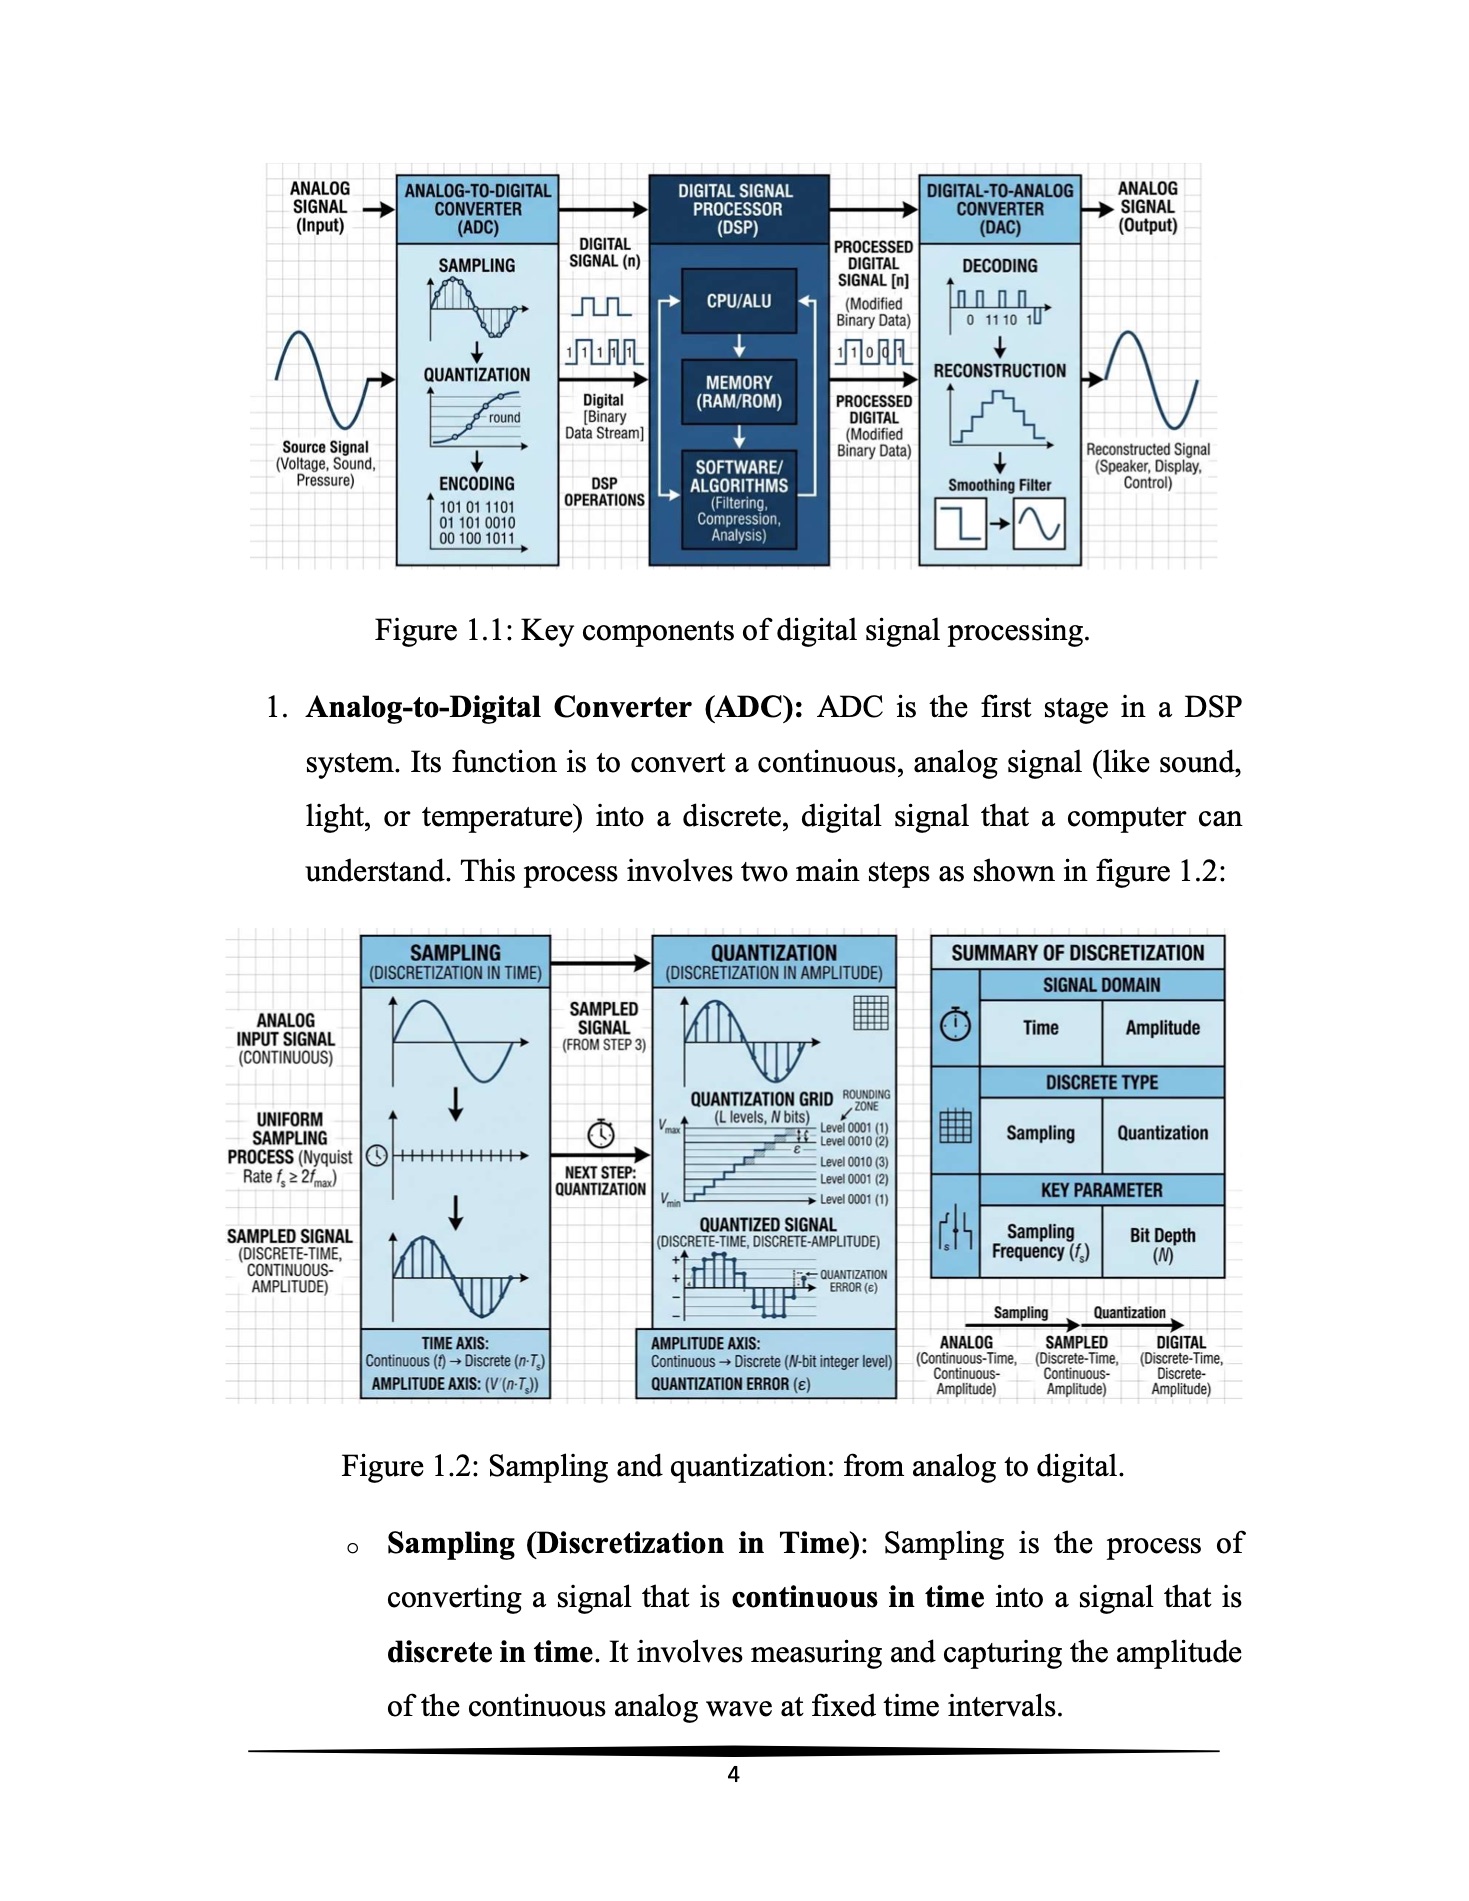 ANALOG
SIGNAL
(Input)
Source Signal
(Voltage, Sound,
Pressure)
ANALOG-TO-DIGITAL
CONVERTER
(ADC)
SAMPLING
QUANTIZATION
round
ENCODING
101 01 1101
01 101 0010
00 100 1011
DIGITAL
SIGNAL (n)
1 1 1 1 1
Digital
[Binary
Data Stream]
DSP
OPERATIONS
DIGITAL SIGNAL
PROCESSOR
(DSP)
CPU/ALU
MEMORY
(RAM/ROM)
SOFTWARE/
ALGORITHMS
(Filtering,
Compression,
Analysis)
PROCESSED
DIGITAL
SIGNAL [n]
(Modified
Binary Data)
1 1 0 0 1
PROCESSED
DIGITAL
(Modified
Binary Data)
DIGITAL-TO-ANALOG
CONVERTER
(DAC)
DECODING
0 11 10 1
RECONSTRUCTION
Smoothing Filter
ANALOG
SIGNAL
(Output)
Reconstructed Signal
(Speaker, Display,
Control)
Figure 1.1: Key components of digital signal processing.
1. Analog-to-Digital Converter (ADC): ADC is the first stage in a DSP
system. Its function is to convert a continuous, analog signal (like sound,
light, or temperature) into a discrete, digital signal that a computer can
understand. This process involves two main steps as shown in figure 1.2:
ANALOG
INPUT SIGNAL
(CONTINUOUS)
UNIFORM
SAMPLING
PROCESS (Nyquist
Rate fs ≥ 2fmax)
SAMPLED SIGNAL
(DISCRETE-TIME,
CONTINUOUS-
AMPLITUDE)
SAMPLING
(DISCRETIZATION IN TIME)
TIME AXIS:
Continuous (t) → Discrete (n·Ts)
AMPLITUDE AXIS: (V (n·Ts))
SAMPLED
SIGNAL
(FROM STEP 3)
NEXT STEP:
QUANTIZATION
QUANTIZATION
(DISCRETIZATION IN AMPLITUDE)
QUANTIZATION GRID
(L levels, N bits)
ROUNDING
ZONE
Vmax
ε
Vmin
Level 0001 (1)
Level 0010 (2)
Level 0010 (3)
Level 0001 (2)
Level 0001 (1)
QUANTIZED SIGNAL
(DISCRETE-TIME, DISCRETE-AMPLITUDE)
+
+
−
−
QUANTIZATION
ERROR (ε)
AMPLITUDE AXIS:
Continuous → Discrete (N-bit integer level)
QUANTIZATION ERROR (ε)
SUMMARY OF DISCRETIZATION
SIGNAL DOMAIN
Time Amplitude
DISCRETE TYPE
Sampling Quantization
KEY PARAMETER
s
Sampling
Frequency (fs)
Bit Depth
(N)
Sampling Quantization
ANALOG
(Continuous-Time,
Continuous-
Amplitude)
SAMPLED
(Discrete-Time,
Continuous-
Amplitude)
DIGITAL
(Discrete-Time,
Discrete-
Amplitude)
Figure 1.2: Sampling and quantization: from analog to digital.
○ Sampling (Discretization in Time): Sampling is the process of
converting a signal that is continuous in time into a signal that is
discrete in time. It involves measuring and capturing the amplitude
of the continuous analog wave at fixed time intervals.
4